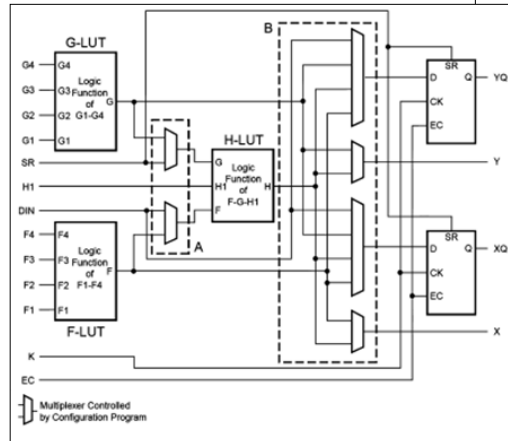 G-LUT
G4
G4
G3
G3
G2
G2
G1
G1
Logic
Function
of
G1-G4
G
SR
H1
DIN
H-LUT
G
H1
F
Logic
Function
of
F-G-H1
H
A
B
F4
F4
F3
F3
F2
F2
F1
F1
Logic
Function
of
F1-F4
F
F-LUT
K
EC
SR
D
Q
CK
EC
YQ
Y
SR
D
Q
CK
EC
XQ
X
Multiplexer Controlled
by Configuration Program